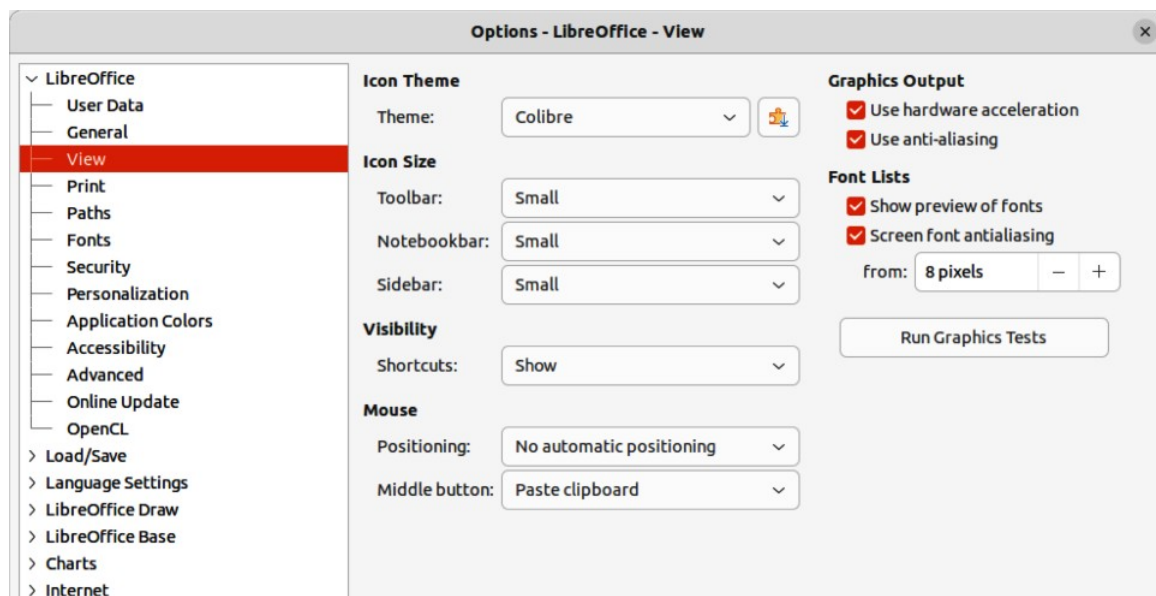 Options - LibreOffice - View
LibreOffice
User Data
General
View
Print
Paths
Fonts
Security
Personalization
Application Colors
Accessibility
Advanced
Online Update
OpenCL
Load/Save
Language Settings
LibreOffice Draw
LibreOffice Base
Charts
Internet
Icon Theme
Theme: Colibre
Icon Size
Toolbar: Small
Notebookbar: Small
Sidebar: Small
Visibility
Shortcuts: Show
Mouse
Positioning: No automatic positioning
Middle button: Paste clipboard
Graphics Output
Use hardware acceleration
Use anti-aliasing
Font Lists
Show preview of fonts
Screen font antialiasing
from: 8 pixels
Run Graphics Tests